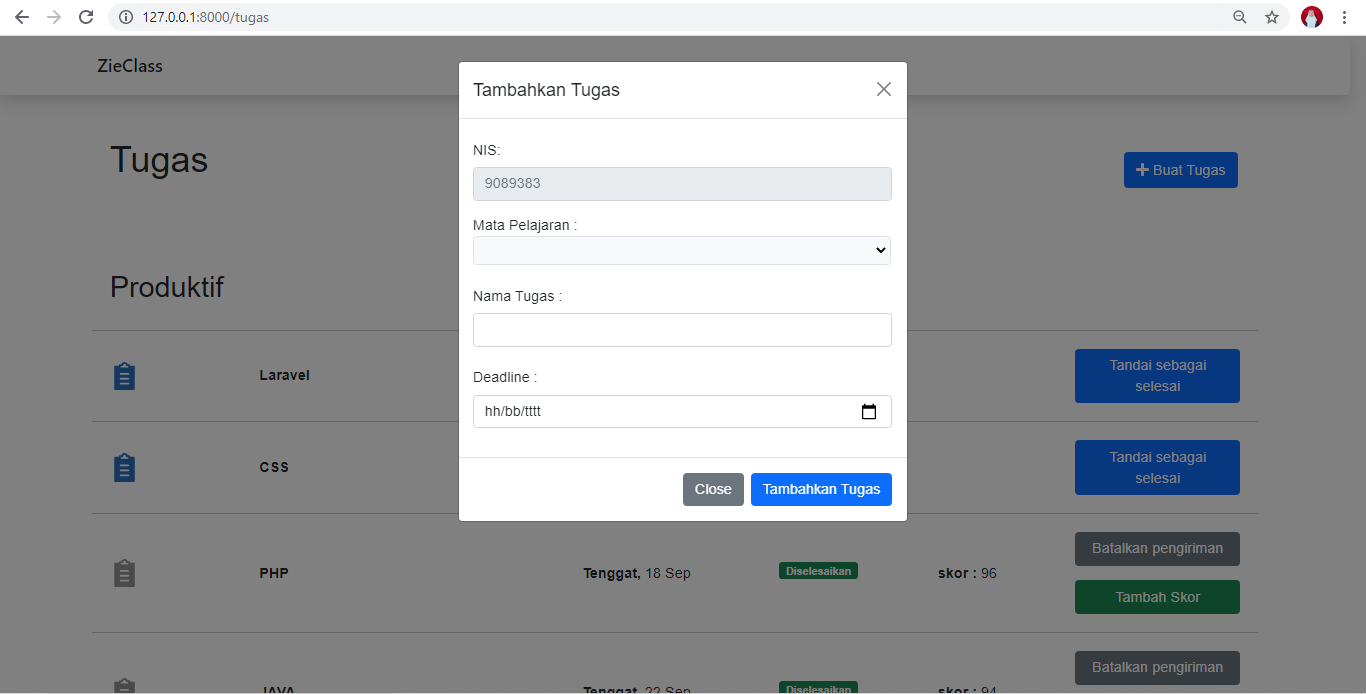 127.0.0.1:8000/tugas
ZieClass
Tambahkan Tugas
NIS:
9089383
Mata Pelajaran :
Nama Tugas :
Deadline :
hh/bb/tttt
Close
Tambahkan Tugas
Tugas
Buat Tugas
Produktif
Laravel
Tandai sebagai
selesai
CSS
Tandai sebagai
selesai
PHP
Tenggat, 18 Sep
Diselesaikan
skor : 96
Batalkan pengiriman
Tambah Skor
JAVA
Tenggat, 22 Sep
Diselesaikan
skor : 94
Batalkan pengiriman